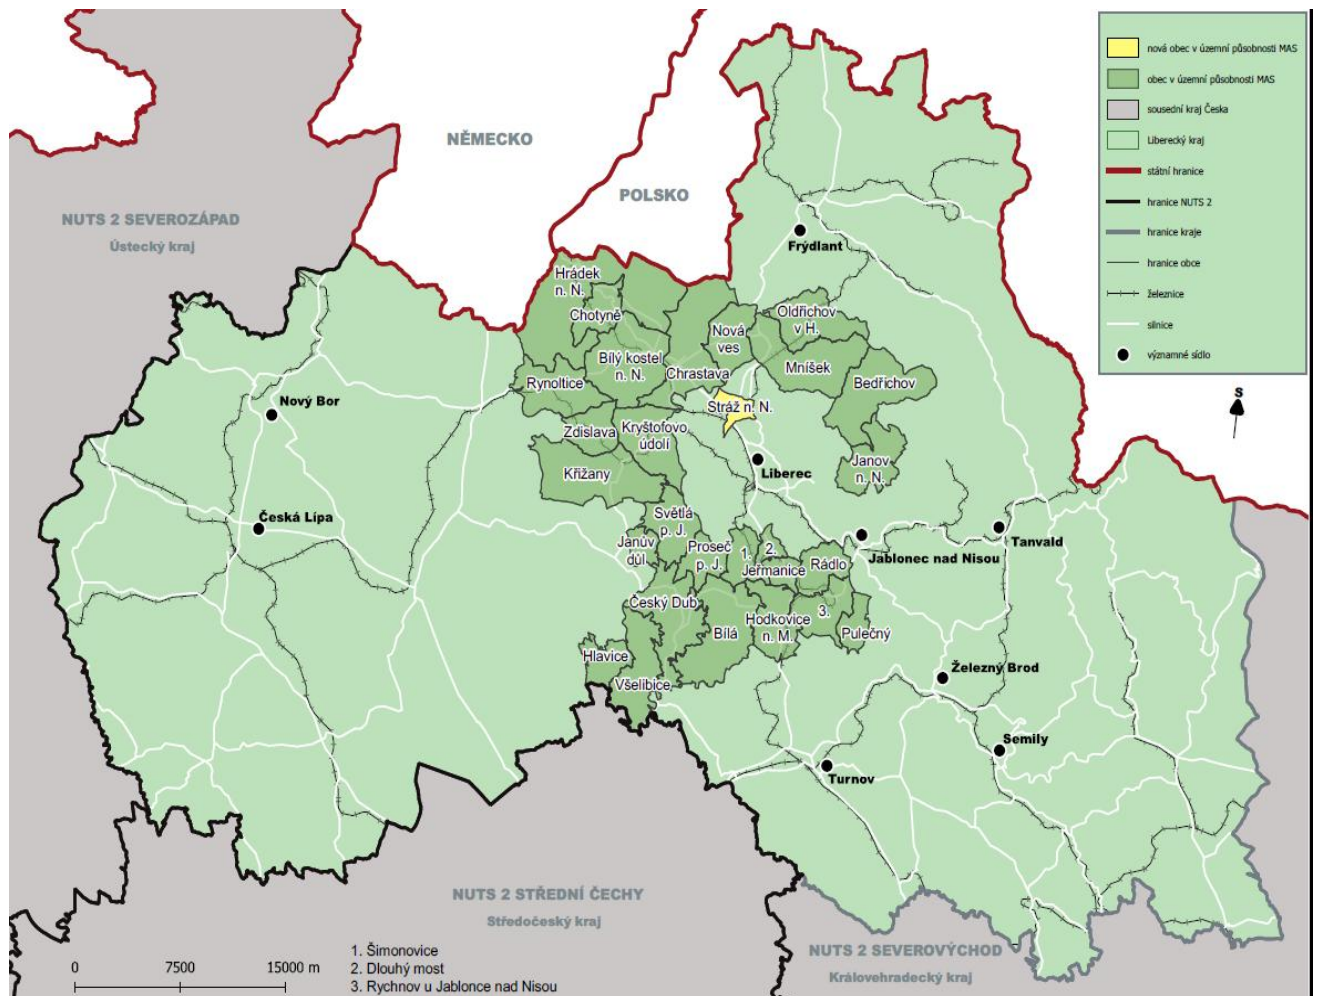 nová obec v územní působnosti MAS
obec v územní působnosti MAS
sousední kraj Česka
Liberecký kraj
státní hranice
hranice NUTS 2
hranice kraje
hranice obce
železnice
silnice
významné sídlo
S
NĚMECKO
POLSKO
NUTS 2 SEVEROZÁPAD
Ústecký kraj
Frýdlant
Hrádek
n. N.
Chotyně
Oldřichov
v H.
Nová
ves
Bílý kostel
n. N.
Chrastava
Mníšek
Bedřichov
Rynoltice
Nový Bor
Stráž n. N.
Zdislava
Kryštofovo
údolí
Křižany
Liberec
Janov
n. N.
Česká Lípa
Světlá
p. J.
Janův
důl
Proseč
p. J.
1.
2.
Jeřmanice
Rádlo
Jablonec nad Nisou
Tanvald
Český Dub
Bílá
Hodkovice
n. M.
3.
Pulečný
Hlavice
Všelibice
Železný Brod
Semily
Turnov
NUTS 2 STŘEDNÍ ČECHY
Středočeský kraj
NUTS 2 SEVEROVÝCHOD
Královehradecký kraj
0 7500 15000 m
1. Šimonovice
2. Dlouhý most
3. Rychnov u Jablonce nad Nisou